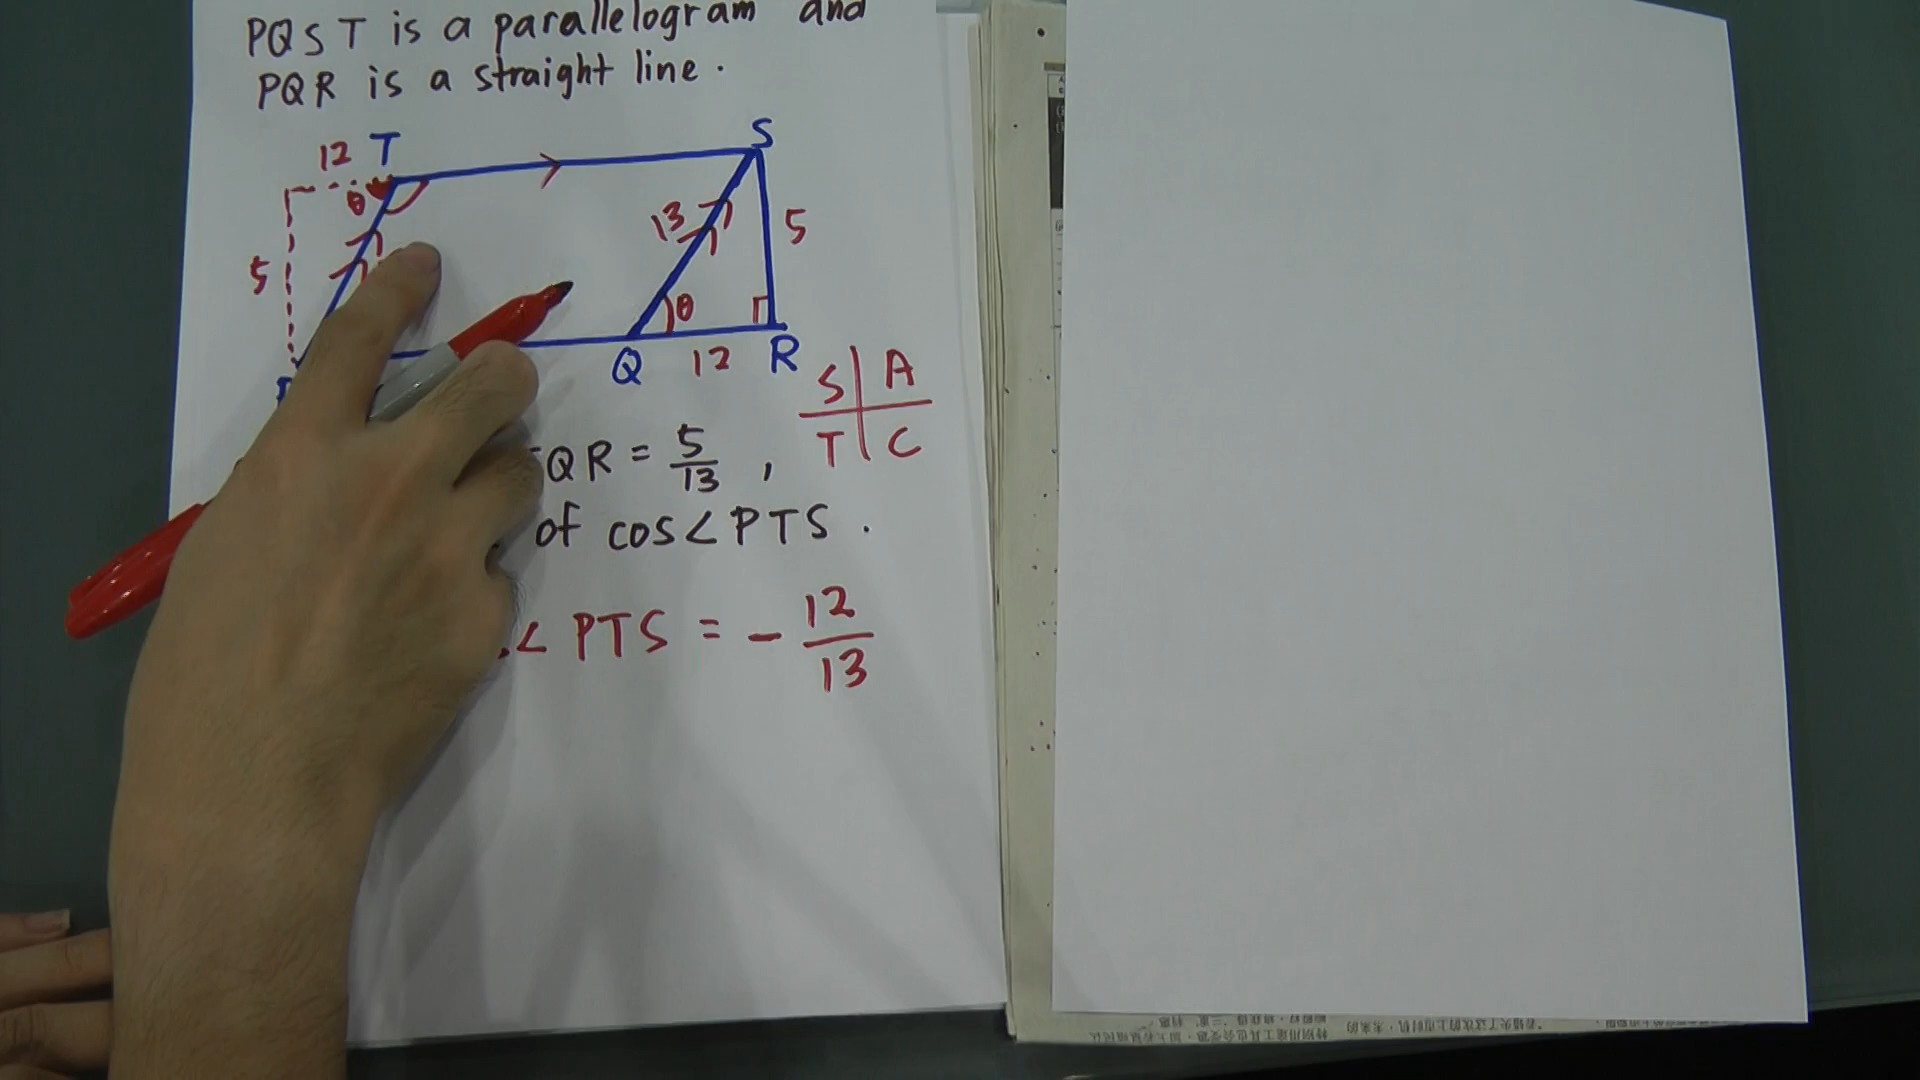 PQST is a parallelogram and
PQR is a straight line.
12 T S
θ
13
5 5
θ
Q 12 R
S A
T C
QR = 5/13 ,
of cos∠PTS .
∠PTS = - 12/13